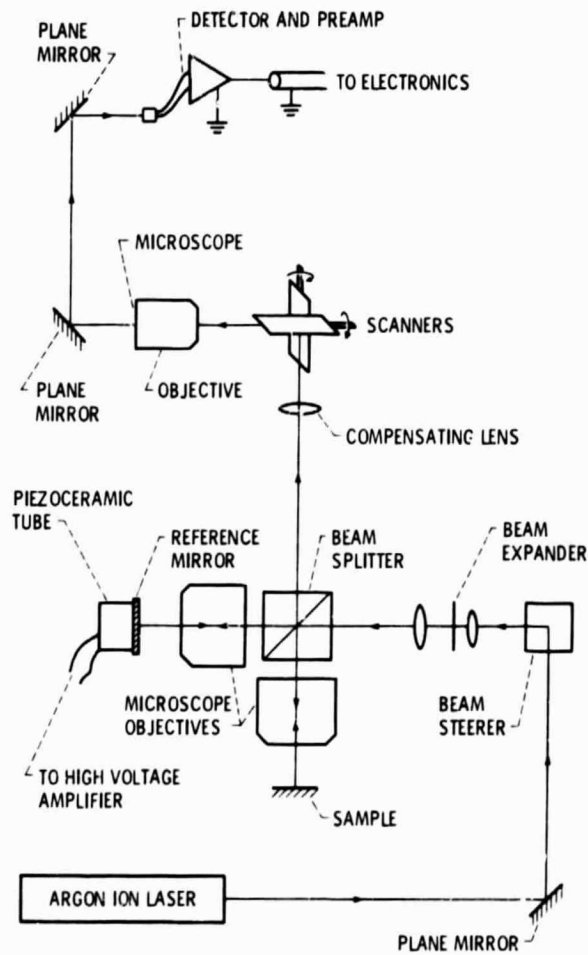 DETECTOR AND PREAMP
PLANE
MIRROR
TO ELECTRONICS
MICROSCOPE
SCANNERS
PLANE
MIRROR
OBJECTIVE
COMPENSATING LENS
PIEZOCERAMIC
TUBE
REFERENCE
MIRROR
BEAM
SPLITTER
BEAM
EXPANDER
MICROSCOPE
OBJECTIVES
BEAM
STEERER
TO HIGH VOLTAGE
AMPLIFIER
SAMPLE
ARGON ION LASER
PLANE MIRROR